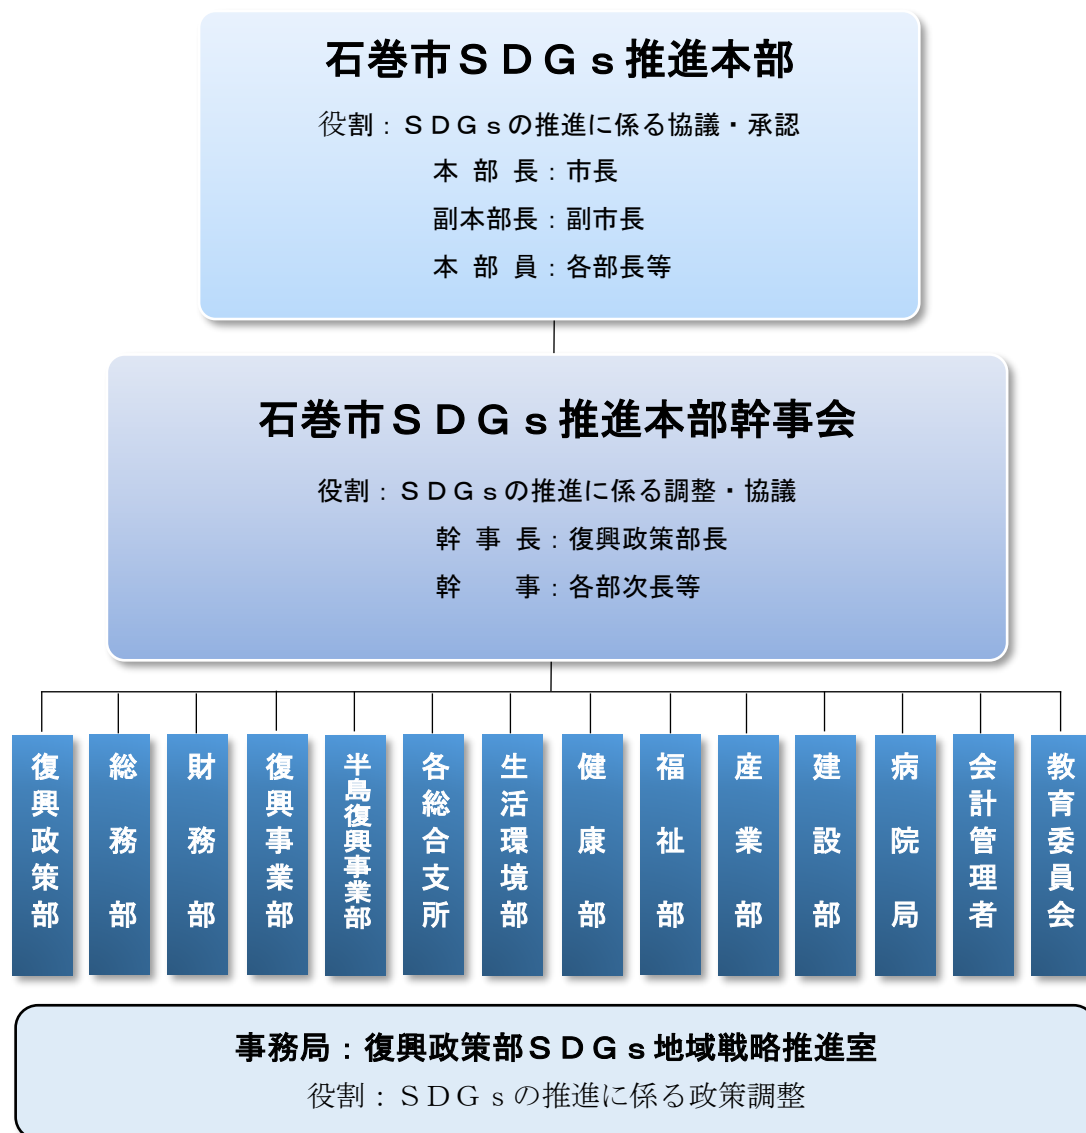 石巻市ＳＤＧｓ推進本部
役割：ＳＤＧｓの推進に係る協議・承認
本 部 長：市長
副本部長：副市長
本 部 員：各部長等
石巻市ＳＤＧｓ推進本部幹事会
役割：ＳＤＧｓの推進に係る調整・協議
幹 事 長：復興政策部長
幹　　事：各部次長等
復興政策部
総務部
財務部
復興事業部
半島復興事業部
各総合支所
生活環境部
健康部
福祉部
産業部
建設部
病院局
会計管理者
教育委員会
事務局：復興政策部ＳＤＧｓ地域戦略推進室
役割：ＳＤＧｓの推進に係る政策調整